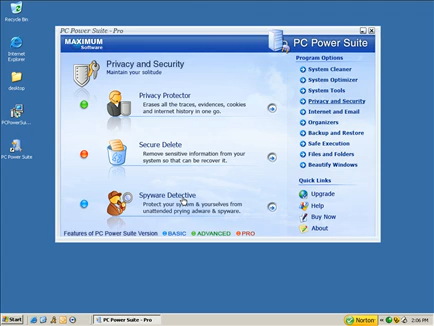 Recycle Bin
Internet
Explorer
desktop
PCPowerSui...
PC Power Suite
PC Power Suite - Pro
MAXIMUM
Software
PC Power Suite
Privacy and Security
Maintain your solitude
Privacy Protector
Erases all the traces, evidences, cookies
and internet history in one go.
Secure Delete
Remove sensitive information from your
system so that can be recover it.
Spyware Detective
Protect your system & yourselves from
unattended prying adware & spyware.
Features of PC Power Suite Version
BASIC
ADVANCED
PRO
Program Options
System Cleaner
System Optimizer
System Tools
Privacy and Security
Internet and Email
Organizers
Backup and Restore
Safe Execution
Files and Folders
Beautify Windows
Quick Links
Upgrade
Help
Buy Now
About
Start
PC Power Suite - Pro
Norton
2:06 PM